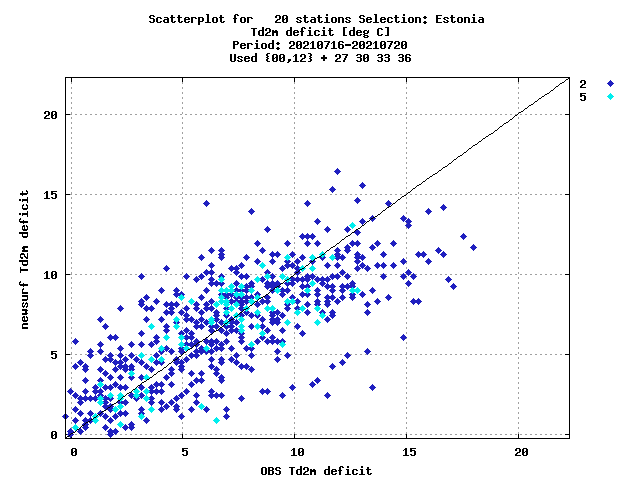 Scatterplot for   20 stations Selection: Estonia
Td2m deficit [deg C]
Period: 20210716-20210720
Used {00,12} + 27 30 33 36
2
5
20
15
10
5
0
newsurf Td2m deficit
0 5 10 15 20
OBS Td2m deficit